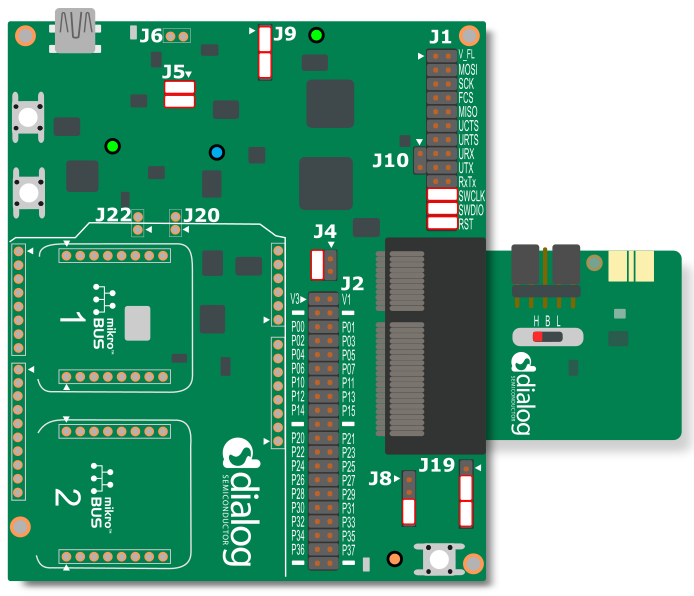 J6
J9
J1
V_FL
MOSI
SCK
FCS
MISO
UCTS
URTS
J10
URX
UTX
RxTx
SWCLK
SWDIO
RST
J5
J22
J20
J4
J2
V3
V1
P00
P01
P02
P03
P04
P05
P06
P07
P10
P11
P12
P13
P14
P15
P20
P21
P22
P23
P24
P25
P26
P27
P28
P29
P30
P31
P32
P33
P34
P35
P36
P37
1
mikro™
BUS
2
mikro™
BUS
dialog
SEMICONDUCTOR
J8
J19
H B L
dialog
SEMICONDUCTOR